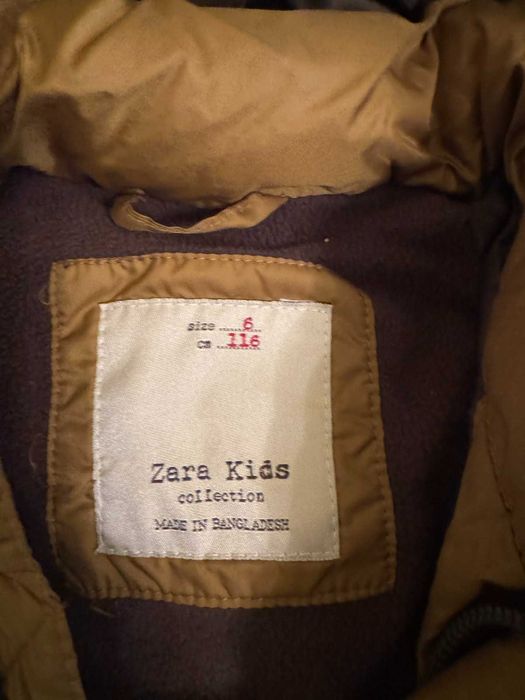 size ......6..
cm ..116
Zara Kids
collection
MADE IN BANGLADESH